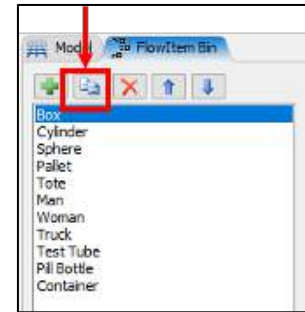 Model FlowItem Bin
Box
Cylinder
Sphere
Pallet
Tote
Man
Woman
Truck
Test Tube
Pill Bottle
Container